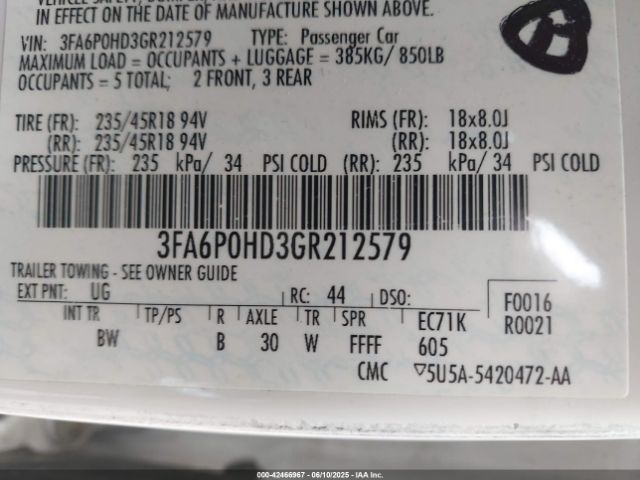 IN EFFECT ON THE DATE OF MANUFACTURE SHOWN ABOVE.
VIN: 3FA6P0HD3GR212579 TYPE: Passenger Car
MAXIMUM LOAD = OCCUPANTS + LUGGAGE = 385KG/ 850LB
OCCUPANTS = 5 TOTAL; 2 FRONT, 3 REAR
TIRE (FR): 235/45R18 94V RIMS (FR): 18x8.0J
(RR): 235/45R18 94V (RR): 18x8.0J
PRESSURE (FR): 235 kPa/ 34 PSI COLD (RR): 235 kPa/ 34 PSI COLD
3FA6P0HD3GR212579
TRAILER TOWING - SEE OWNER GUIDE
EXT PNT: UG RC: 44 DSO: F0016
INT TR TP/PS R AXLE TR SPR EC71K R0021
BW B 30 W FFFF 605
CMC ▽5U5A-5420472-AA
000-42466967 | 06/10/2025 | IAA Inc.